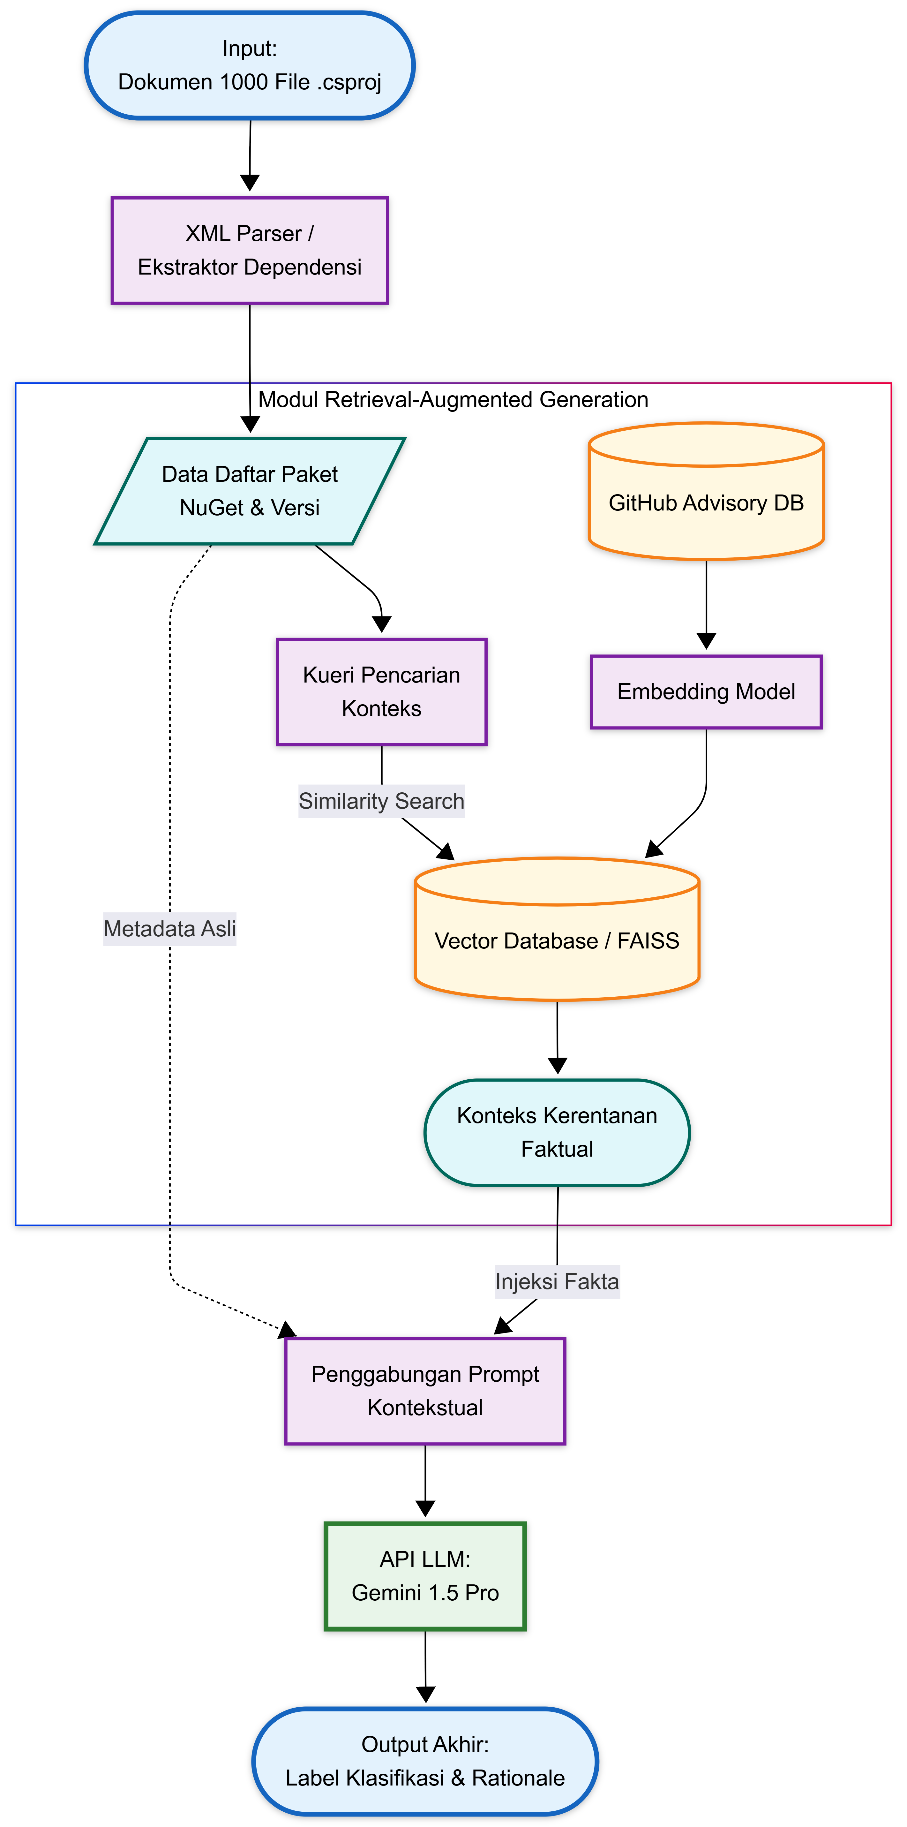 Input:
Dokumen 1000 File .csproj
XML Parser /
Ekstraktor Dependensi
Modul Retrieval-Augmented Generation
Data Daftar Paket
NuGet & Versi
GitHub Advisory DB
Kueri Pencarian
Konteks
Embedding Model
Similarity Search
Metadata Asli
Vector Database / FAISS
Konteks Kerentanan
Faktual
Injeksi Fakta
Penggabungan Prompt
Kontekstual
API LLM:
Gemini 1.5 Pro
Output Akhir:
Label Klasifikasi & Rationale